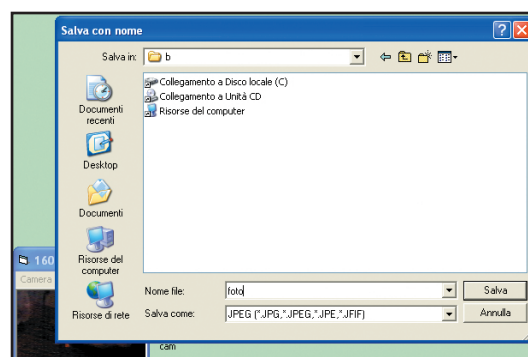 Salva con nome
Salva in: b
Collegamento a Disco locale (C)
Collegamento a Unità CD
Risorse del computer
Documenti
recenti
Desktop
Documenti
Risorse del
computer
Risorse di rete
Nome file: foto Salva
Salva come: JPEG (*.JPG,*.JPEG,*.JPE,*.JFIF) Annulla
160
Camera
cam